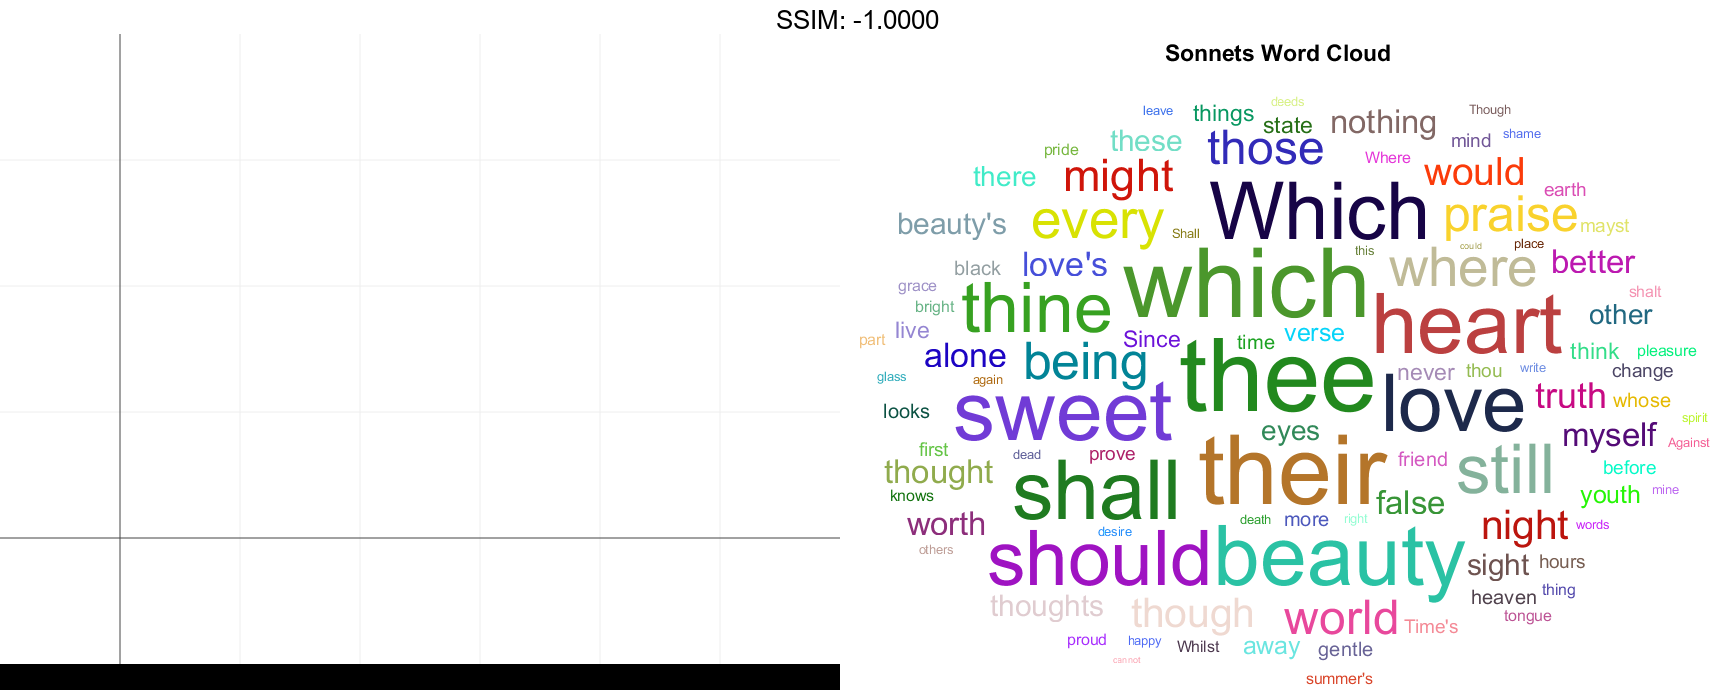 SSIM: -1.0000
Sonnets Word Cloud
deeds
leave things Though
state nothing
these those mind shame
pride Where
there might would
earth
Which
beauty's every Shall praise mayst
could place
this
black love's which where better
grace shalt
bright thine heart other
live Since time verse
part alone being think pleasure
glass again thee never thou write change
looks sweet love truth whose
spirit
first eyes myself Against
dead prove friend
thought their still before
knows shall false youth mine
worth death more right night words
desire
others should beauty sight hours
heaven thing
thoughts though world Time's tongue
proud happy Whilst away gentle
cannot
summer's